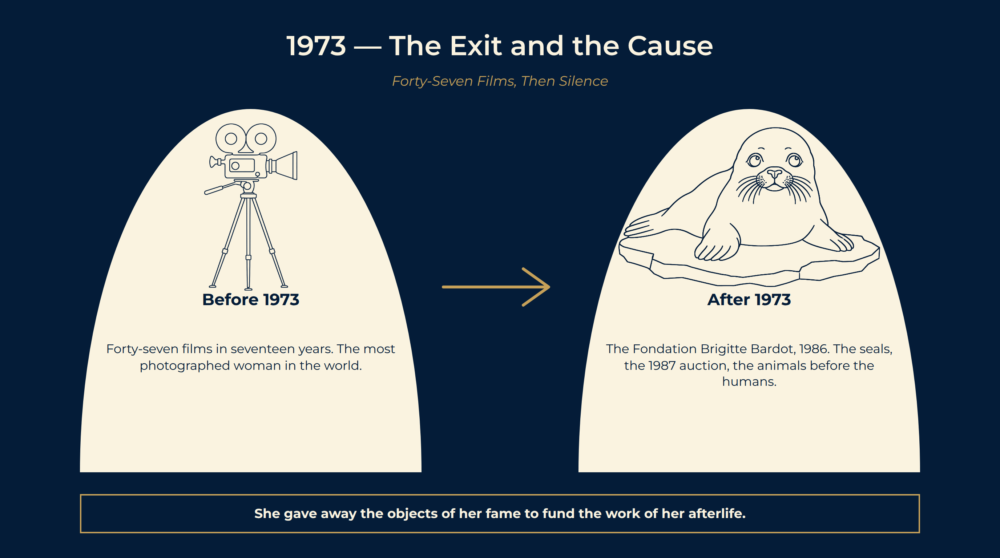 1973 — The Exit and the Cause
Forty-Seven Films, Then Silence
Before 1973
Forty-seven films in seventeen years. The most
photographed woman in the world.
After 1973
The Fondation Brigitte Bardot, 1986. The seals,
the 1987 auction, the animals before the
humans.
She gave away the objects of her fame to fund the work of her afterlife.